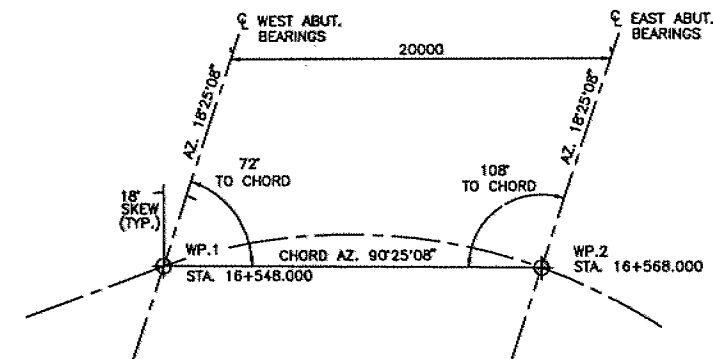 ℄ WEST ABUT.
BEARINGS
℄ EAST ABUT.
BEARINGS
20000
AZ. 18°25'08"
AZ. 18°25'08"
72°
TO CHORD
108°
TO CHORD
18°
SKEW
(TYP.)
WP.1
CHORD AZ. 90°25'08"
WP.2
STA. 16+548.000
STA. 16+568.000